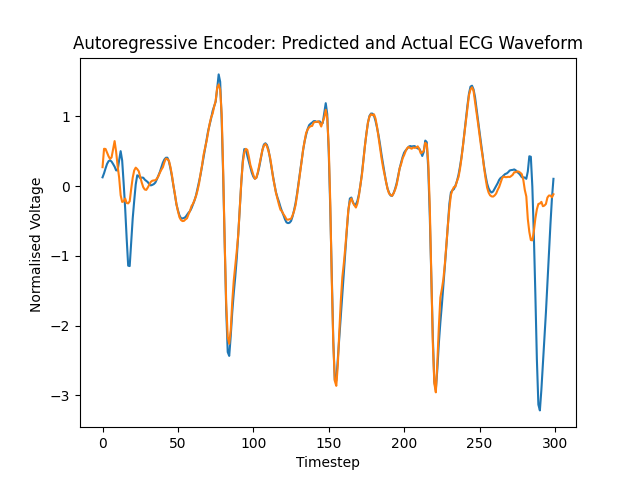 Autoregressive Encoder: Predicted and Actual ECG Waveform
1
0
−1
−2
−3
Normalised Voltage
0 50 100 150 200 250 300
Timestep